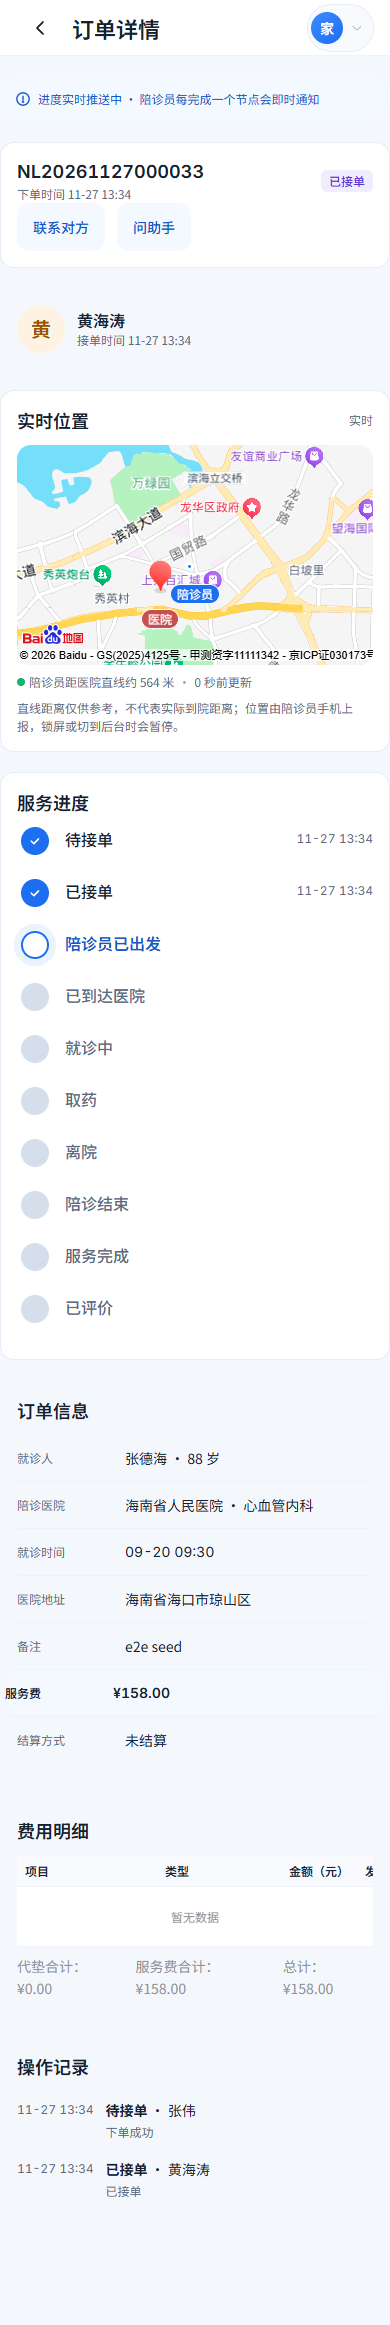 订单详情
家
进度实时推送中 · 陪诊员每完成一个节点会即时通知
NL20261127000033
已接单
下单时间 11-27 13:34
联系对方
问助手
黄
黄海涛
接单时间 11-27 13:34
实时位置
实时
友谊商业广场
万绿园
滨海立交桥
龙华路
龙华区政府
滨海大道
望海国际
国贸路
大道
秀英炮台
白坡里
陪诊员
秀英村
医院
Bai du 地图
© 2026 Baidu - GS(2025)4125号 - 甲测资字11111342 - 京ICP证030173号
陪诊员距医院直线约 564 米 · 0 秒前更新
直线距离仅供参考，不代表实际到院距离；位置由陪诊员手机上
报，锁屏或切到后台时会暂停。
服务进度
待接单
11-27 13:34
已接单
11-27 13:34
陪诊员已出发
已到达医院
就诊中
取药
离院
陪诊结束
服务完成
已评价
订单信息
就诊人
张德海 · 88 岁
陪诊医院
海南省人民医院 · 心血管内科
就诊时间
09-20 09:30
医院地址
海南省海口市琼山区
备注
e2e seed
服务费
¥158.00
结算方式
未结算
费用明细
项目 类型 金额（元）
暂无数据
代垫合计： 服务费合计： 总计：
¥0.00 ¥158.00 ¥158.00
操作记录
11-27 13:34 待接单 · 张伟
下单成功
11-27 13:34 已接单 · 黄海涛
已接单